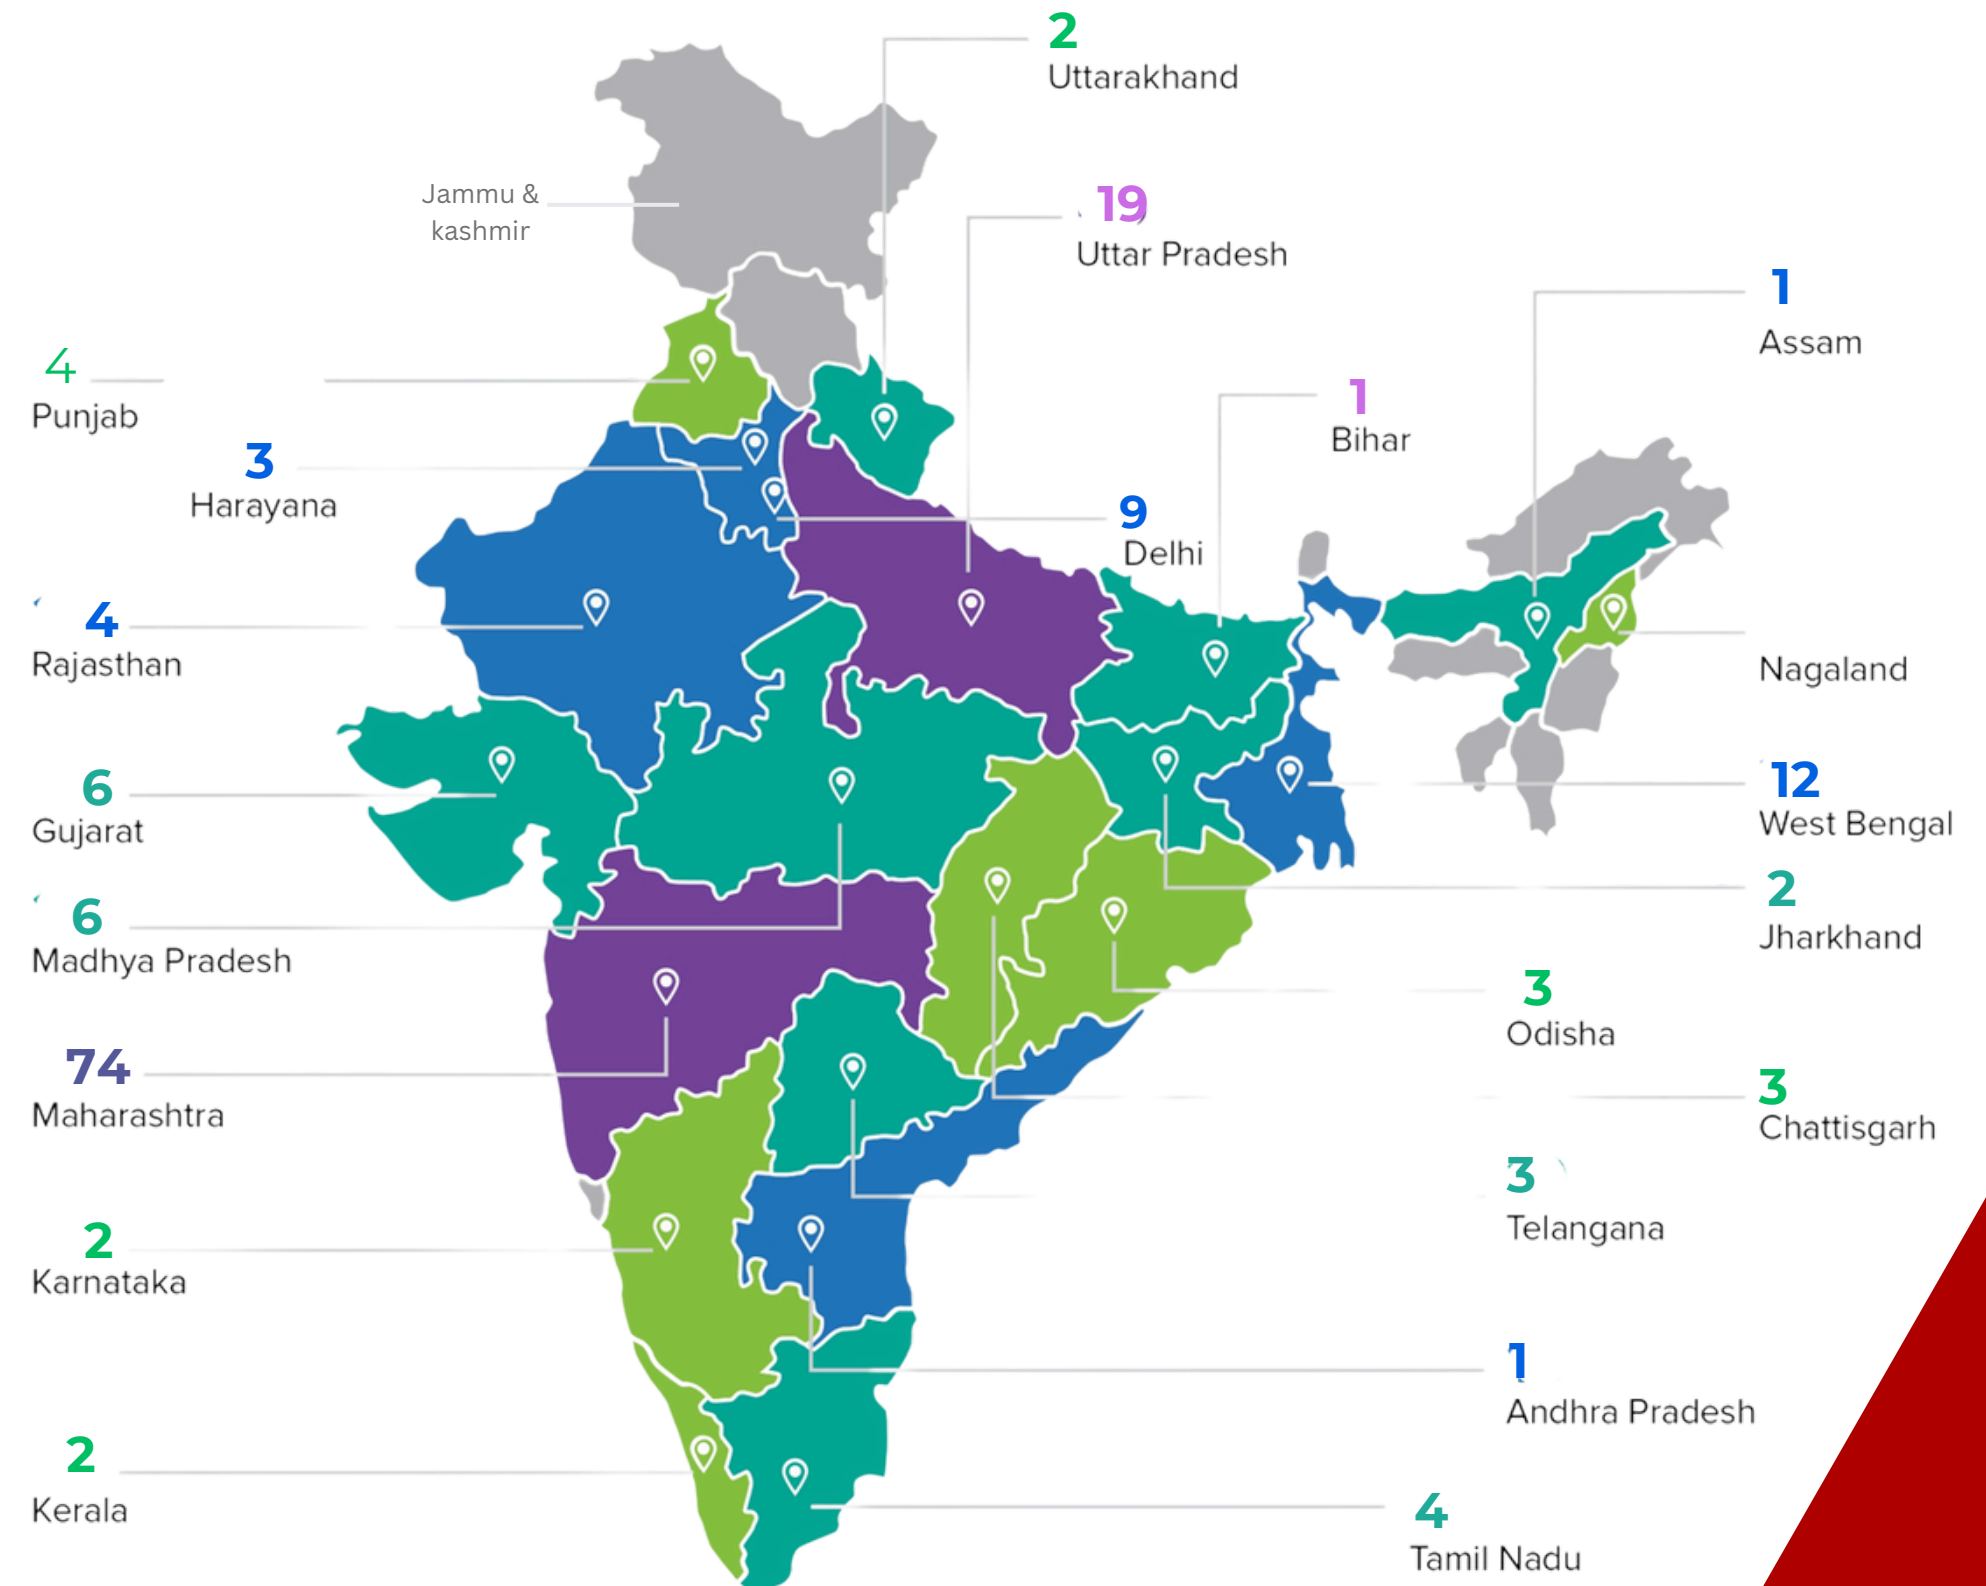 2
Uttarakhand
Jammu &
kashmir
19
Uttar Pradesh
1
Assam
4
Punjab
1
Bihar
3
Harayana
9
Delhi
4
Rajasthan
Nagaland
6
Gujarat
12
West Bengal
6
Madhya Pradesh
2
Jharkhand
3
Odisha
74
Maharashtra
3
Chattisgarh
3
Telangana
2
Karnataka
1
Andhra Pradesh
2
Kerala
4
Tamil Nadu